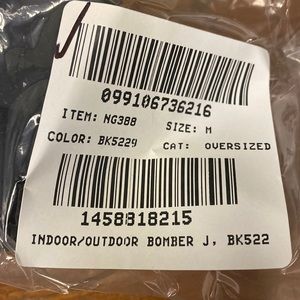 099106736216
ITEM: NG388 SIZE: M
COLOR: BK5229 CAT: OVERSIZED
1458818215
INDOOR/OUTDOOR BOMBER J, BK522